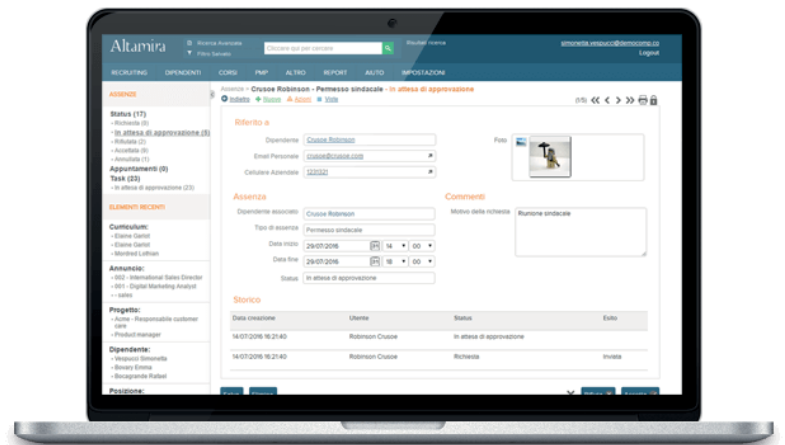 Altamira
Ricerca Avanzata
Filtro Salvato
Cliccare qui per cercare
Risultati ricerca
simonetta.vespucci@democomp.co
Logout
RECRUITING DIPENDENTI CORSI PMP ALTRO REPORT AIUTO IMPOSTAZIONI
ASSENZE
Status (17)
- Richiesta (0)
- In attesa di approvazione (5)
- Rifiutata (2)
- Accettata (9)
- Annullata (1)
Appuntamenti (0)
Task (23)
- In attesa di approvazione (23)
ELEMENTI RECENTI
Curriculum:
- Elaine Garlot
- Elaine Garlot
- Mordred Lothian
Annuncio:
- 002 - International Sales Director
- 001 - Digital Marketing Analyst
- - sales
Progetto:
- Acme - Responsabile customer
care
- Product manager
Dipendente:
- Vespucci Simonetta
- Bovary Emma
- Bocagrande Rafael
Posizione:
Assenze > Crusoe Robinson - Permesso sindacale - In attesa di approvazione
Indietro Nuovo Azioni Viste
(1/5)
Riferito a
Dipendente Crusoe Robinson
Email Personale crusoe@crusoe.com
Cellulare Aziendale 1231321
Foto
Assenza
Dipendente associato Crusoe Robinson
Tipo di assenza Permesso sindacale
Data inizio 29/07/2016 14 00
Data fine 29/07/2016 18 00
Status In attesa di approvazione
Commenti
Motivo delle richiesta Riunione sindacale
Storico
Data creazione Utente Status Esito
14/07/2016 16:21:40 Robinson Crusoe In attesa di approvazione
14/07/2016 16:21:40 Robinson Crusoe Richiesta Inviata